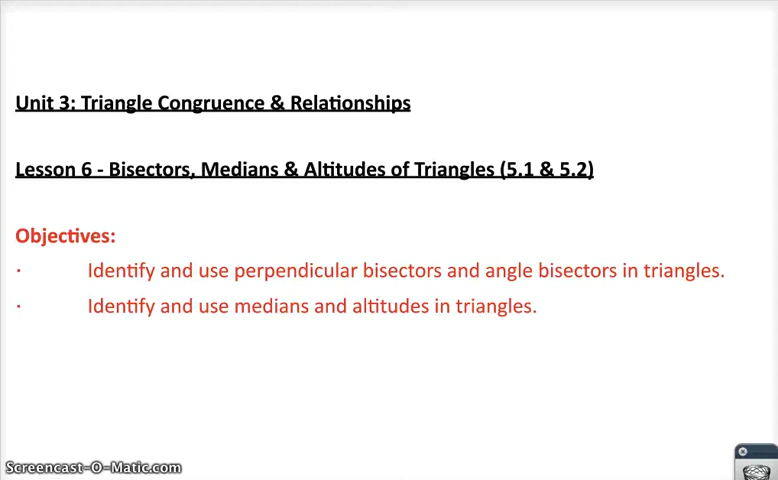 Unit 3: Triangle Congruence & Relationships
Lesson 6 - Bisectors, Medians & Altitudes of Triangles (5.1 & 5.2)
Objectives:
· Identify and use perpendicular bisectors and angle bisectors in triangles.
· Identify and use medians and altitudes in triangles.
Screencast-O-Matic.com